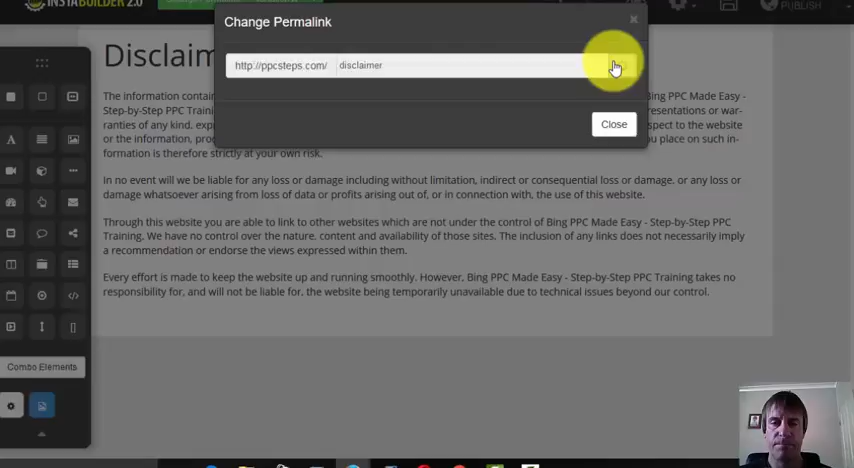 INSTABUILDER 2.0
PUBLISH
Change Permalink
×
http://ppcsteps.com/ disclaimer
Close
Disclaim
The information contai
Bing PPC Made Easy -
Step-by-Step PPC Traini
resentations or war-
ranties of any kind, exp
spect to the website
or the information, pro
you place on such in-
formation is therefore strictly at your own risk.
In no event will we be liable for any loss or damage including without limitation, indirect or consequential loss or damage, or any loss or
damage whatsoever arising from loss of data or profits arising out of, or in connection with, the use of this website.
Through this website you are able to link to other websites which are not under the control of Bing PPC Made Easy - Step-by-Step PPC
Training. We have no control over the nature, content and availability of those sites. The inclusion of any links does not necessarily imply
a recommendation or endorse the views expressed within them.
Every effort is made to keep the website up and running smoothly. However, Bing PPC Made Easy - Step-by-Step PPC Training takes no
responsibility for, and will not be liable for, the website being temporarily unavailable due to technical issues beyond our control.
Combo Elements